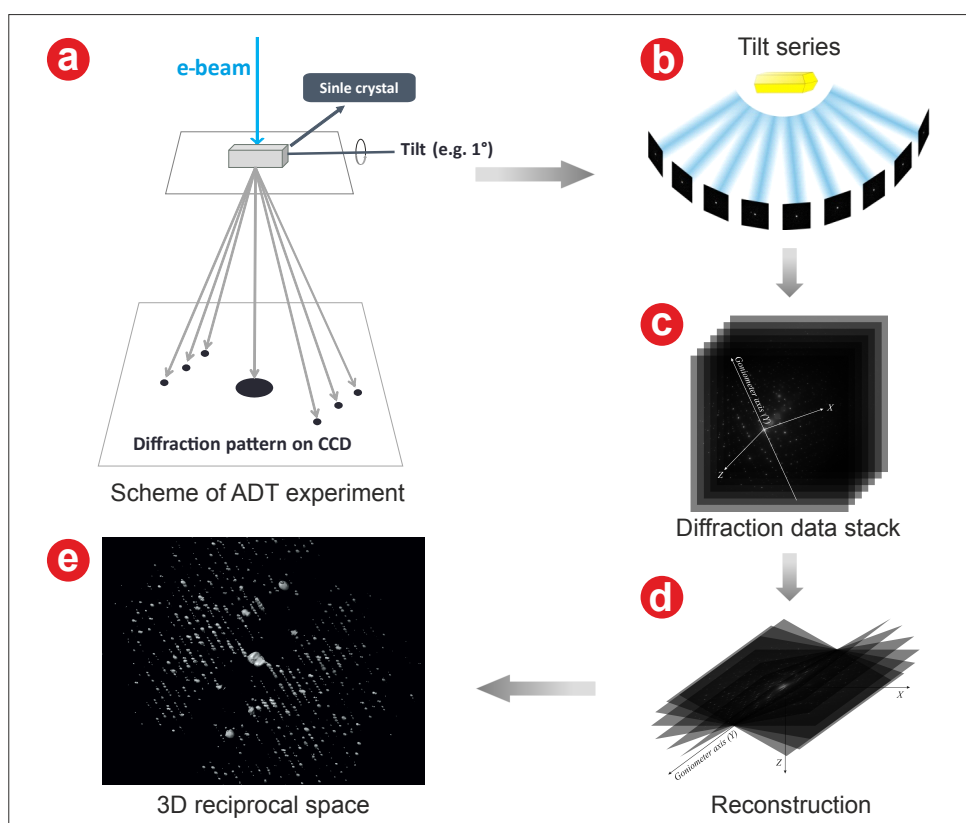 a
e-beam
Sinle crystal
Tilt (e.g. 1°)
Diffraction pattern on CCD
Scheme of ADT experiment
b
Tilt series
c
Goniometer axis (Y)
X
Z
Diffraction data stack
d
X
Goniometer axis (Y)
Z
Reconstruction
e
3D reciprocal space